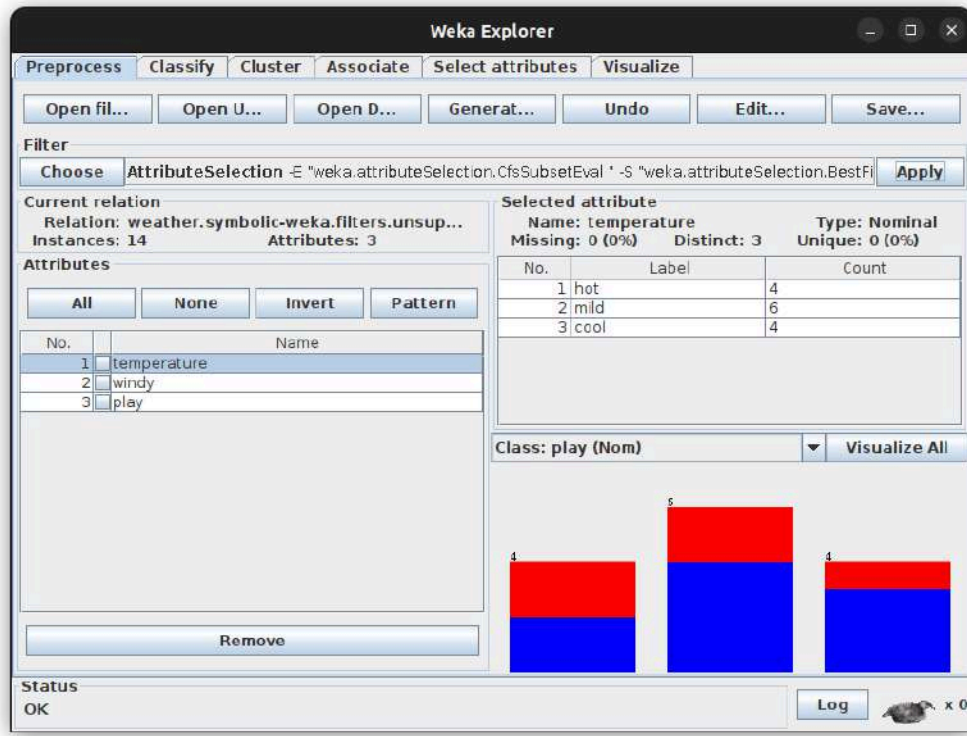 Weka Explorer
Preprocess Classify Cluster Associate Select attributes Visualize
Open fil... Open U... Open D... Generat... Undo Edit... Save...
Filter
Choose AttributeSelection -E "weka.attributeSelection.CfsSubsetEval " -S "weka.attributeSelection.BestFi Apply
Current relation
Relation: weather.symbolic-weka.filters.unsup...
Instances: 14 Attributes: 3
Selected attribute
Name: temperature Type: Nominal
Missing: 0 (0%) Distinct: 3 Unique: 0 (0%)
Attributes
All None Invert Pattern
No. Name
1 temperature
2 windy
3 play
Remove
No. Label Count
1 hot 4
2 mild 6
3 cool 4
Class: play (Nom) Visualize All
4
4
Status
OK
Log x 0